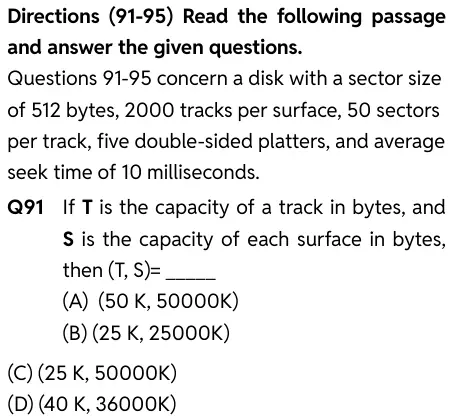 Directions (91-95) Read the following passage
and answer the given questions.
Questions 91-95 concern a disk with a sector size
of 512 bytes, 2000 tracks per surface, 50 sectors
per track, five double-sided platters, and average
seek time of 10 milliseconds.
Q91 If T is the capacity of a track in bytes, and
S is the capacity of each surface in bytes,
then (T, S)= _____
(A) (50 K, 50000K)
(B) (25 K, 25000K)
(C) (25 K, 50000K)
(D) (40 K, 36000K)